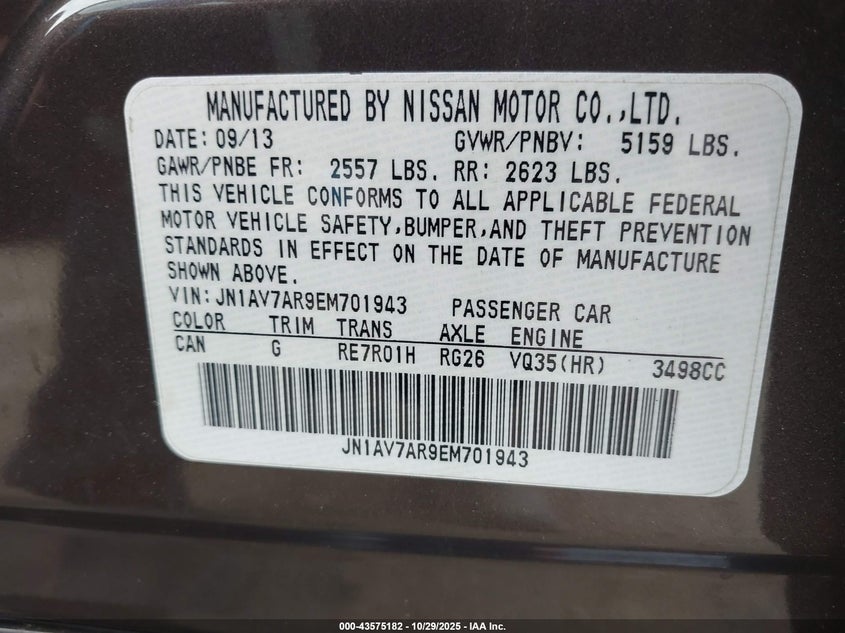 MANUFACTURED BY NISSAN MOTOR CO.,LTD.
DATE: 09/13 GVWR/PNBV: 5159 LBS.
GAWR/PNBE FR: 2557 LBS. RR: 2623 LBS.
THIS VEHICLE CONFORMS TO ALL APPLICABLE FEDERAL
MOTOR VEHICLE SAFETY,BUMPER,AND THEFT PREVENTION
STANDARDS IN EFFECT ON THE DATE OF MANUFACTURE
SHOWN ABOVE.
VIN:JN1AV7AR9EM701943 PASSENGER CAR
COLOR TRIM TRANS AXLE ENGINE
CAN G RE7R01H RG26 VQ35(HR) 3498CC
JN1AV7AR9EM701943
000-43575182 - 10/29/2025 - IAA Inc.